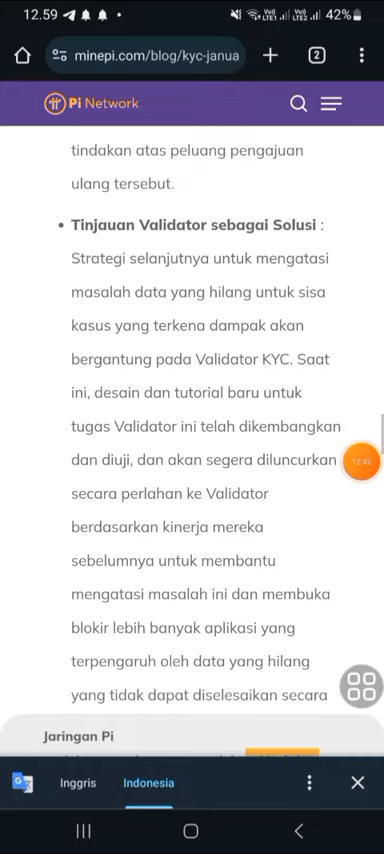 12.59
Vo) LTE1
Vo) LTE2
42%
minepi.com/blog/kyc-janua
2
Pi Network
tindakan atas peluang pengajuan
ulang tersebut.
• Tinjauan Validator sebagai Solusi :
Strategi selanjutnya untuk mengatasi
masalah data yang hilang untuk sisa
kasus yang terkena dampak akan
bergantung pada Validator KYC. Saat
ini, desain dan tutorial baru untuk
tugas Validator ini telah dikembangkan
dan diuji, dan akan segera diluncurkan
12:42
secara perlahan ke Validator
berdasarkan kinerja mereka
sebelumnya untuk membantu
mengatasi masalah ini dan membuka
blokir lebih banyak aplikasi yang
terpengaruh oleh data yang hilang
yang tidak dapat diselesaikan secara
Jaringan Pi
Inggris
Indonesia